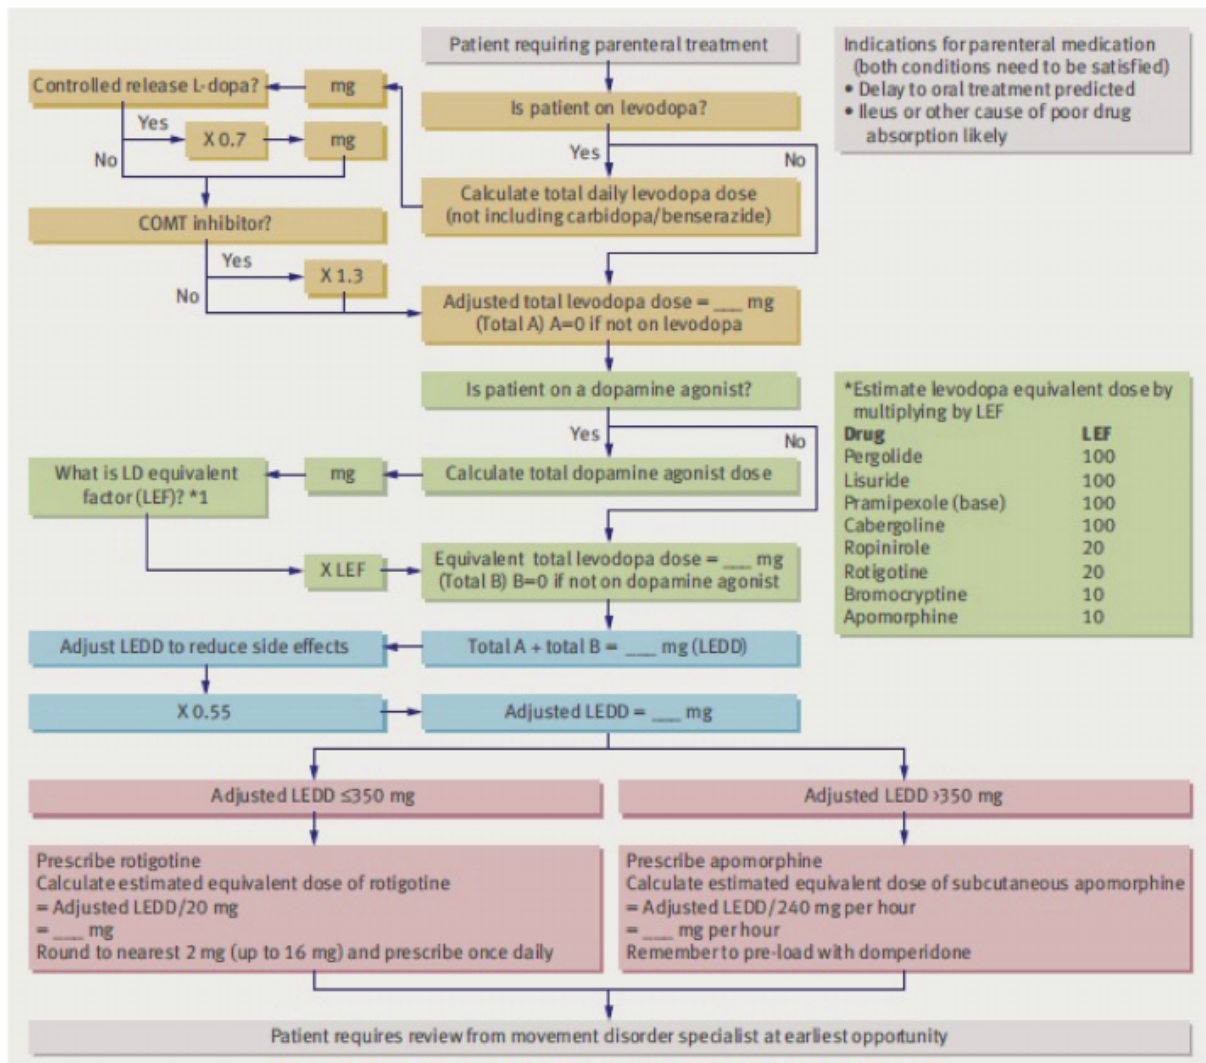 Patient requiring parenteral treatment
Indications for parenteral medication
(both conditions need to be satisfied)
• Delay to oral treatment predicted
• Ileus or other cause of poor drug
absorption likely
Controlled release L-dopa?
mg
Is patient on levodopa?
Yes
X 0.7
mg
No
Yes
No
Calculate total daily levodopa dose
(not including carbidopa/benserazide)
COMT inhibitor?
Yes
X 1.3
No
Adjusted total levodopa dose = ___ mg
(Total A) A=0 if not on levodopa
Is patient on a dopamine agonist?
Yes
No
*Estimate levodopa equivalent dose by
multiplying by LEF
Drug LEF
Pergolide 100
Lisuride 100
Pramipexole (base) 100
Cabergoline 100
Ropinirole 20
Rotigotine 20
Bromocryptine 10
Apomorphine 10
What is LD equivalent
factor (LEF)? *1
mg
Calculate total dopamine agonist dose
X LEF
Equivalent total levodopa dose = ___ mg
(Total B) B=0 if not on dopamine agonist
Adjust LEDD to reduce side effects
Total A + total B = ___ mg (LEDD)
X 0.55
Adjusted LEDD = ___ mg
Adjusted LEDD ≤350 mg
Adjusted LEDD >350 mg
Prescribe rotigotine
Calculate estimated equivalent dose of rotigotine
= Adjusted LEDD/20 mg
= ___ mg
Round to nearest 2 mg (up to 16 mg) and prescribe once daily
Prescribe apomorphine
Calculate estimated equivalent dose of subcutaneous apomorphine
= Adjusted LEDD/240 mg per hour
= ___ mg per hour
Remember to pre-load with domperidone
Patient requires review from movement disorder specialist at earliest opportunity